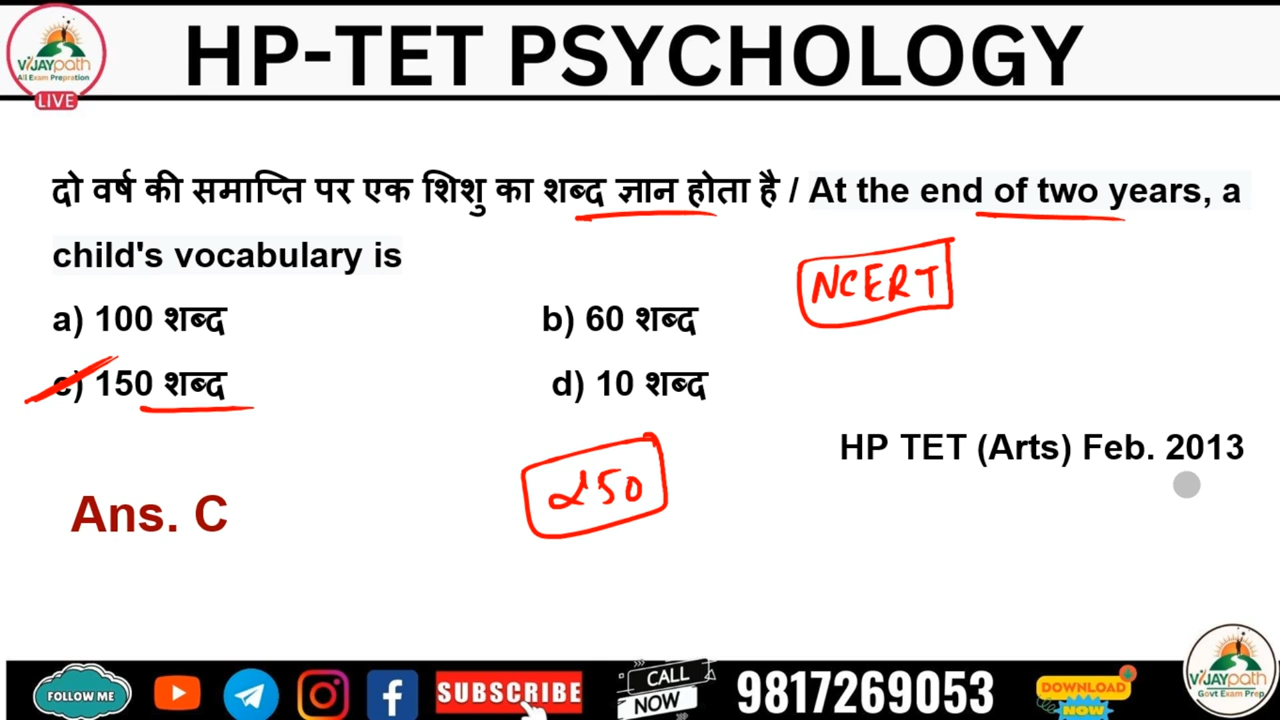 VIJAYpath
All Exam Prepration
LIVE
HP-TET PSYCHOLOGY
दो वर्ष की समाप्ति पर एक शिशु का शब्द ज्ञान होता है / At the end of two years, a
child's vocabulary is
NCERT
a) 100 शब्द b) 60 शब्द
c) 150 शब्द d) 10 शब्द
HP TET (Arts) Feb. 2013
250
Ans. C
FOLLOW ME
SUBSCRIBE
CALL
NOW
9817269053
DOWNLOAD
NOW
VIJAYpath
Govt Exam Prep